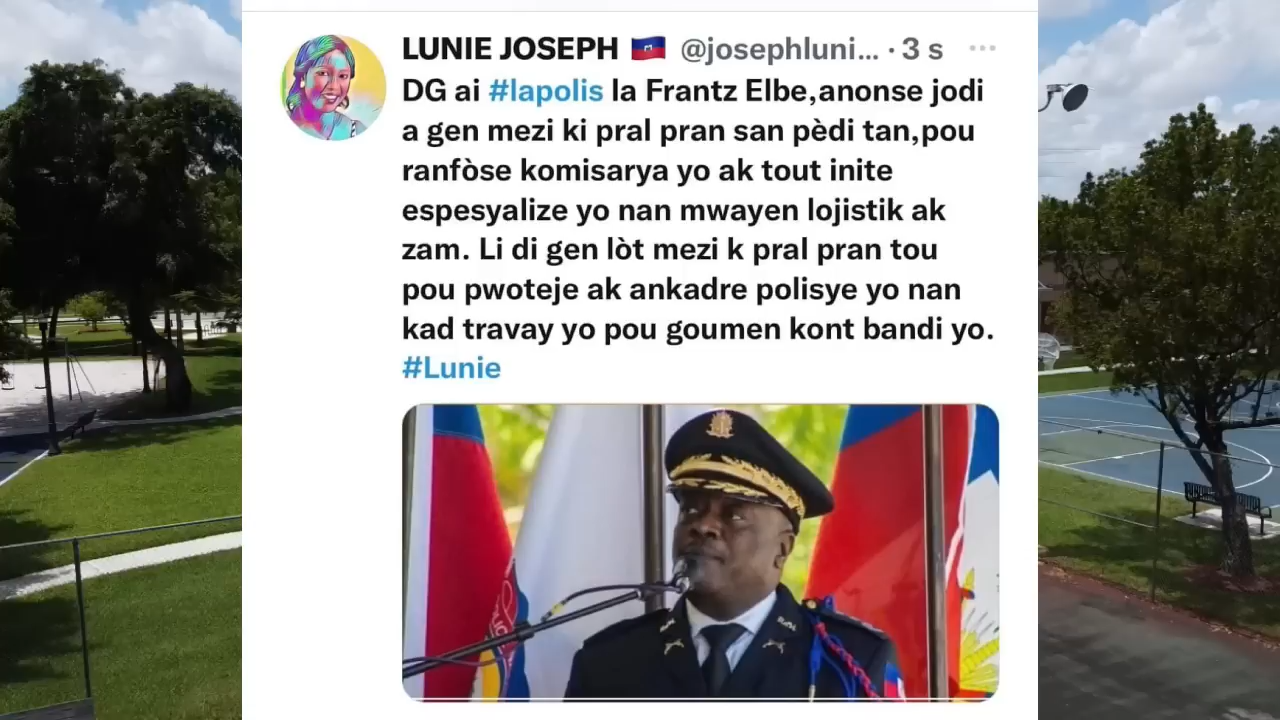 LUNIE JOSEPH 🇭🇹 @josephluni... · 3 s
DG ai #lapolis la Frantz Elbe,anonse jodi
a gen mezi ki pral pran san pèdi tan,pou
ranfòse komisarya yo ak tout inite
espesyalize yo nan mwayen lojistik ak
zam. Li di gen lòt mezi k pral pran tou
pou pwoteje ak ankadre polisye yo nan
kad travay yo pou goumen kont bandi yo.
#Lunie